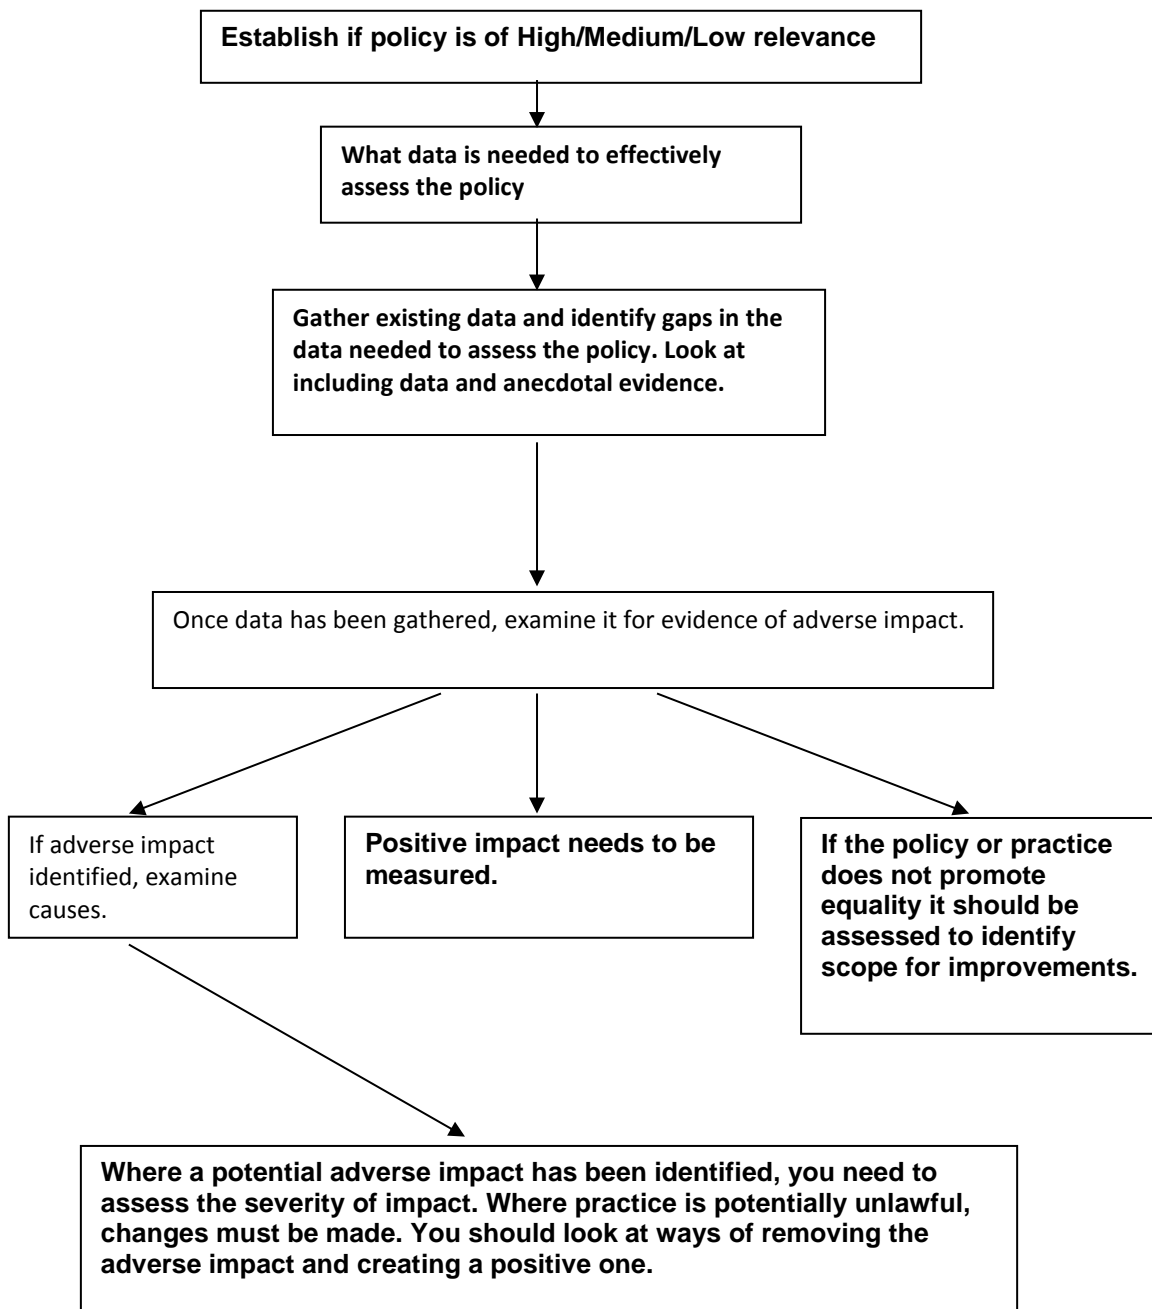 Establish if policy is of High/Medium/Low relevance
What data is needed to effectively
assess the policy
Gather existing data and identify gaps in the
data needed to assess the policy. Look at
including data and anecdotal evidence.
Once data has been gathered, examine it for evidence of adverse impact.
If adverse impact
identified, examine
causes.
Positive impact needs to be
measured.
If the policy or practice
does not promote
equality it should be
assessed to identify
scope for improvements.
Where a potential adverse impact has been identified, you need to
assess the severity of impact. Where practice is potentially unlawful,
changes must be made. You should look at ways of removing the
adverse impact and creating a positive one.